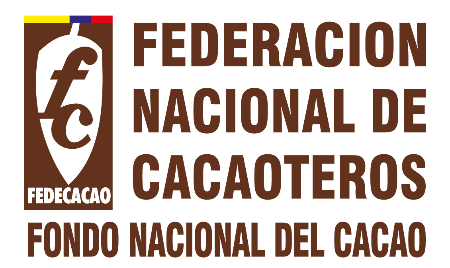 fc
FEDECACAO
FEDERACION
NACIONAL DE
CACAOTEROS
FONDO NACIONAL DEL CACAO